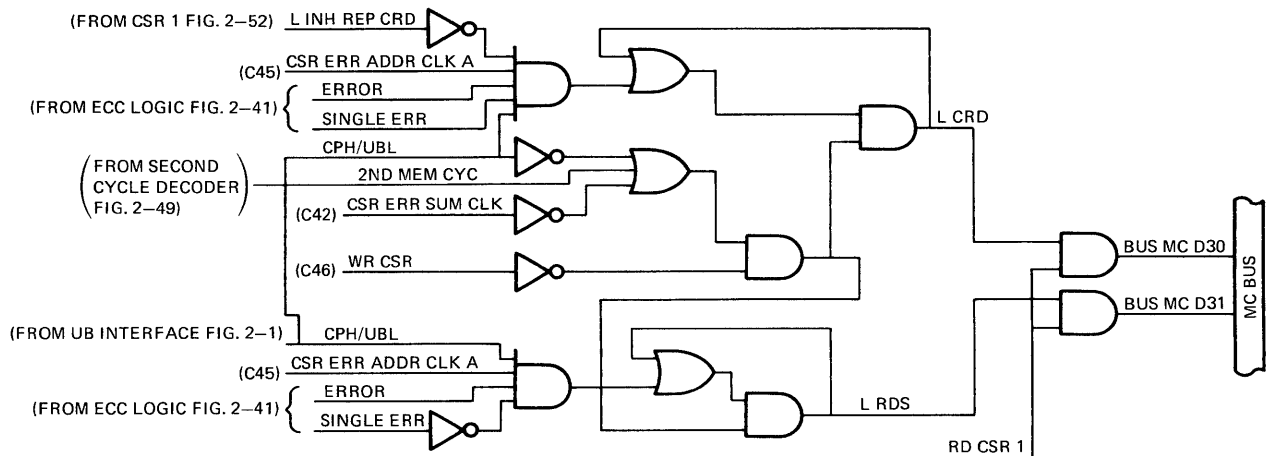 (FROM CSR 1 FIG. 2–52) L INH REP CRD
(C45) CSR ERR ADDR CLK A
(FROM ECC LOGIC FIG. 2–41) { ERROR
SINGLE ERR
CPH/UBL
(FROM SECOND
CYCLE DECODER
FIG. 2–49)
2ND MEM CYC
(C42) CSR ERR SUM CLK
(C46) WR CSR
L CRD
BUS MC D30
BUS MC D31
MC BUS
(FROM UB INTERFACE FIG. 2–1) CPH/UBL
(C45) CSR ERR ADDR CLK A
(FROM ECC LOGIC FIG. 2–41) { ERROR
SINGLE ERR
L RDS
RD CSR 1